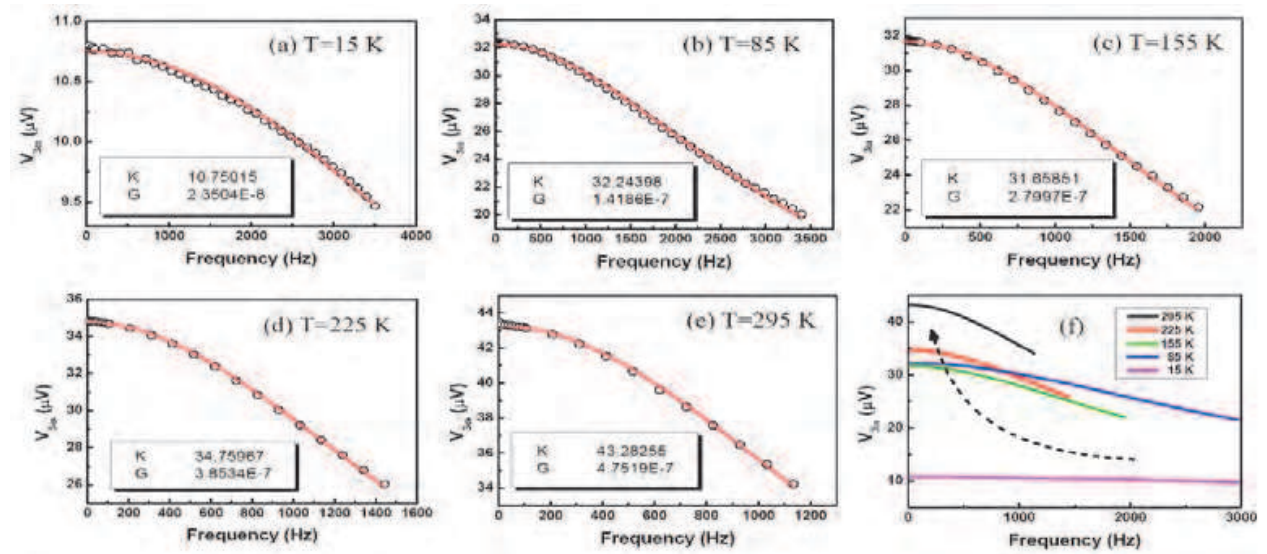 (a) T=15 K
V3ω (μV)
11.0
10.5
10.0
9.5
K 10.75015
G 2.3504E-8
0 1000 2000 3000 4000
Frequency (Hz)
(b) T=85 K
V3ω (μV)
34
32
30
28
26
24
22
20
K 32.24398
G 1.4186E-7
0 500 1000 1500 2000 2500 3000 3500
Frequency (Hz)
(c) T=155 K
V3ω (μV)
32
30
28
26
24
22
K 31.65851
G 2.7997E-7
0 500 1000 1500 2000
Frequency (Hz)
(d) T=225 K
V3ω (μV)
36
34
32
30
28
26
K 34.75967
G 3.8534E-7
0 200 400 600 800 1000 1200 1400 1600
Frequency (Hz)
(e) T=295 K
V3ω (μV)
44
42
40
38
36
34
K 43.28255
G 4.7519E-7
0 200 400 600 800 1000 1200
Frequency (Hz)
(f)
V3ω (μV)
40
30
20
10
295 K
225 K
155 K
85 K
15 K
0 1000 2000 3000
Frequency (Hz)